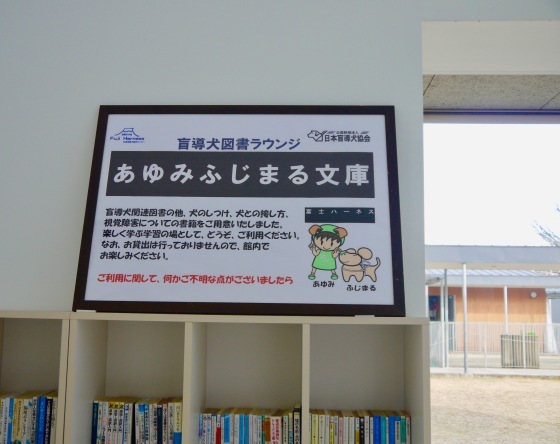 Fuji Harness
日本盲導犬協会
盲導犬図書ラウンジ
あゆみふじまる文庫
盲導犬関連図書の他、犬のしつけ、犬との接し方、
視覚障害についての書籍をご用意いたしました。
楽しく学ぶ学習の場として、どうぞ、ご利用ください。
なお、お貸出は行っておりませんので、館内で
お楽しみください。
富士ハーネス
あゆみ ふじまる
ご利用に関して、何かご不明な点がございましたら